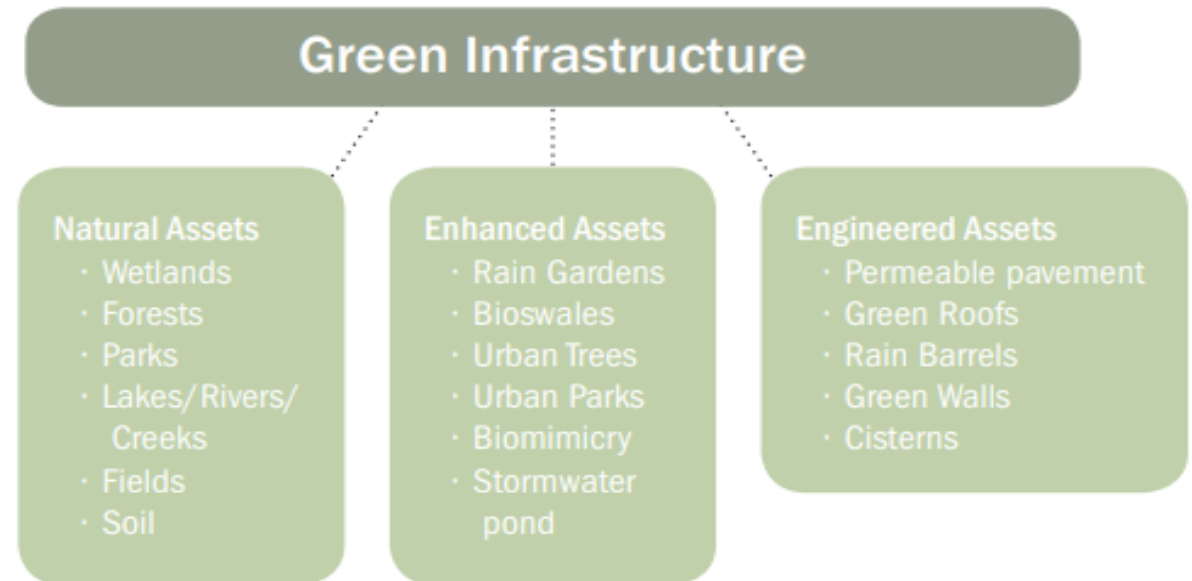 Green Infrastructure
Natural Assets
· Wetlands
· Forests
· Parks
· Lakes/Rivers/
Creeks
· Fields
· Soil
Enhanced Assets
· Rain Gardens
· Bioswales
· Urban Trees
· Urban Parks
· Biomimicry
· Stormwater
pond
Engineered Assets
· Permeable pavement
· Green Roofs
· Rain Barrels
· Green Walls
· Cisterns